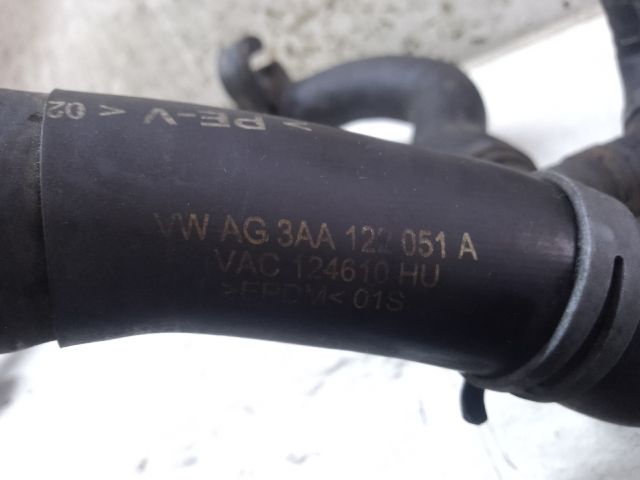 > PE-V < 02
VW AG 3AA 122 051 A
VAC 124610 HU
>EPDM< 01S